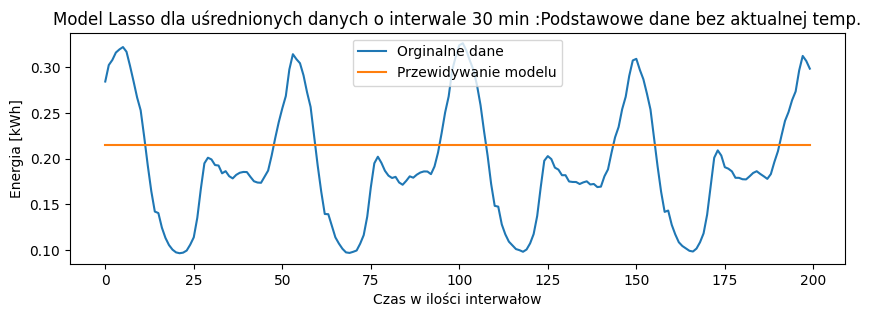 Model Lasso dla uśrednionych danych o interwale 30 min :Podstawowe dane bez aktualnej temp.
Orginalne dane
Przewidywanie modelu
Energia [kWh]
0.30
0.25
0.20
0.15
0.10
0 25 50 75 100 125 150 175 200
Czas w ilości interwałow